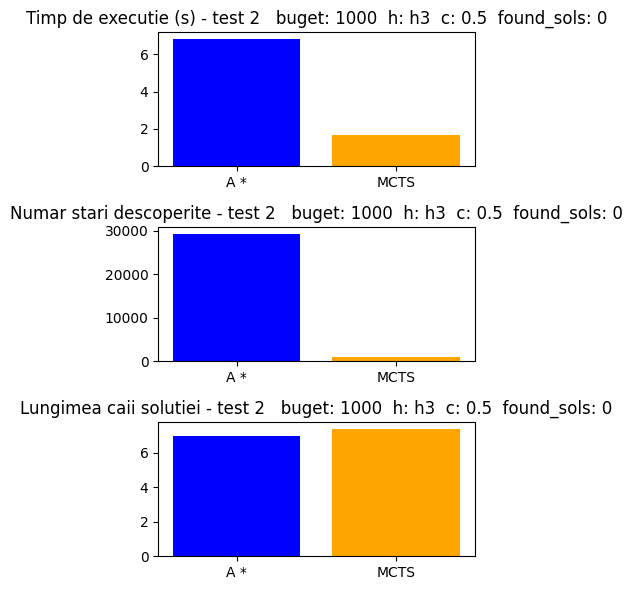 Timp de executie (s) - test 2   buget: 1000  h: h3  c: 0.5  found_sols: 0
6
4
2
0
A *
MCTS
Numar stari descoperite - test 2   buget: 1000  h: h3  c: 0.5  found_sols: 0
30000
20000
10000
0
A *
MCTS
Lungimea caii solutiei - test 2   buget: 1000  h: h3  c: 0.5  found_sols: 0
6
4
2
0
A *
MCTS